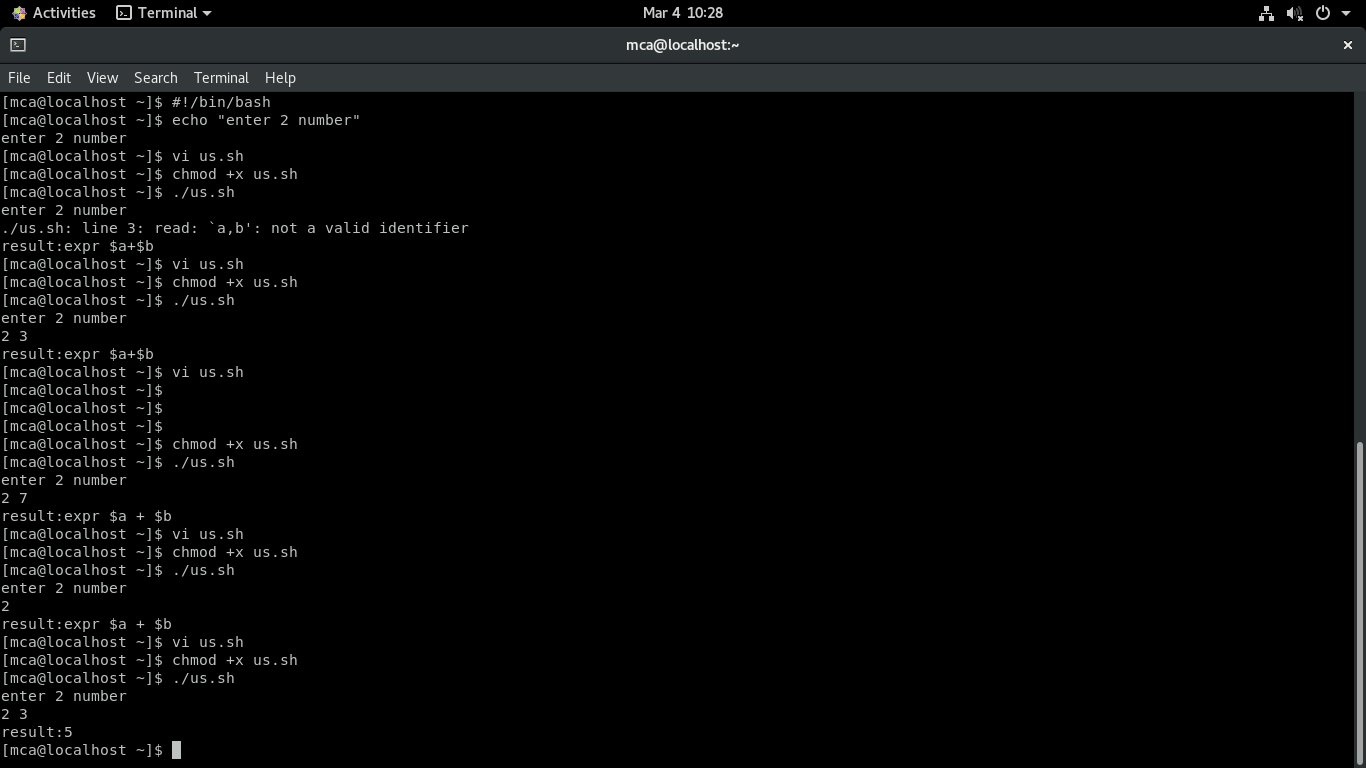 Activities Terminal Mar 4 10:28
mca@localhost:~
File Edit View Search Terminal Help
[mca@localhost ~]$ #!/bin/bash
[mca@localhost ~]$ echo "enter 2 number"
enter 2 number
[mca@localhost ~]$ vi us.sh
[mca@localhost ~]$ chmod +x us.sh
[mca@localhost ~]$ ./us.sh
enter 2 number
./us.sh: line 3: read: `a,b': not a valid identifier
result:expr $a+$b
[mca@localhost ~]$ vi us.sh
[mca@localhost ~]$ chmod +x us.sh
[mca@localhost ~]$ ./us.sh
enter 2 number
2 3
result:expr $a+$b
[mca@localhost ~]$ vi us.sh
[mca@localhost ~]$
[mca@localhost ~]$
[mca@localhost ~]$
[mca@localhost ~]$ chmod +x us.sh
[mca@localhost ~]$ ./us.sh
enter 2 number
2 7
result:expr $a + $b
[mca@localhost ~]$ vi us.sh
[mca@localhost ~]$ chmod +x us.sh
[mca@localhost ~]$ ./us.sh
enter 2 number
2
result:expr $a + $b
[mca@localhost ~]$ vi us.sh
[mca@localhost ~]$ chmod +x us.sh
[mca@localhost ~]$ ./us.sh
enter 2 number
2 3
result:5
[mca@localhost ~]$